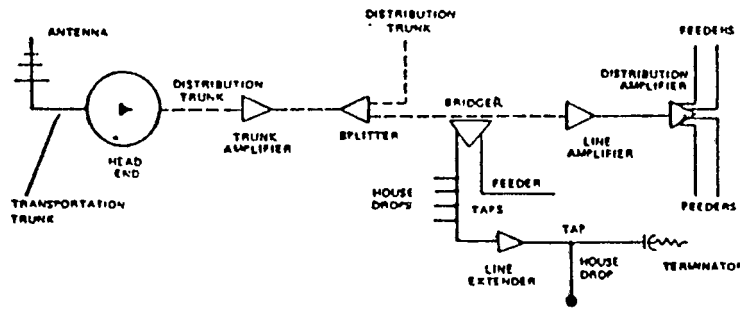 DISTRIBUTION
TRUNK
FEEDERS
ANTENNA
DISTRIBUTION
AMPLIFIER
DISTRIBUTION
TRUNK
BRIDGER
TRUNK
AMPLIFIER
SPLITTER
LINE
AMPLIFIER
HEAD
END
HOUSE
DROPS
FEEDER
TRANSPORTATION
TRUNK
TAPS
FEEDERS
TAP
LINE
EXTENDER
HOUSE
DROP
TERMINATOR